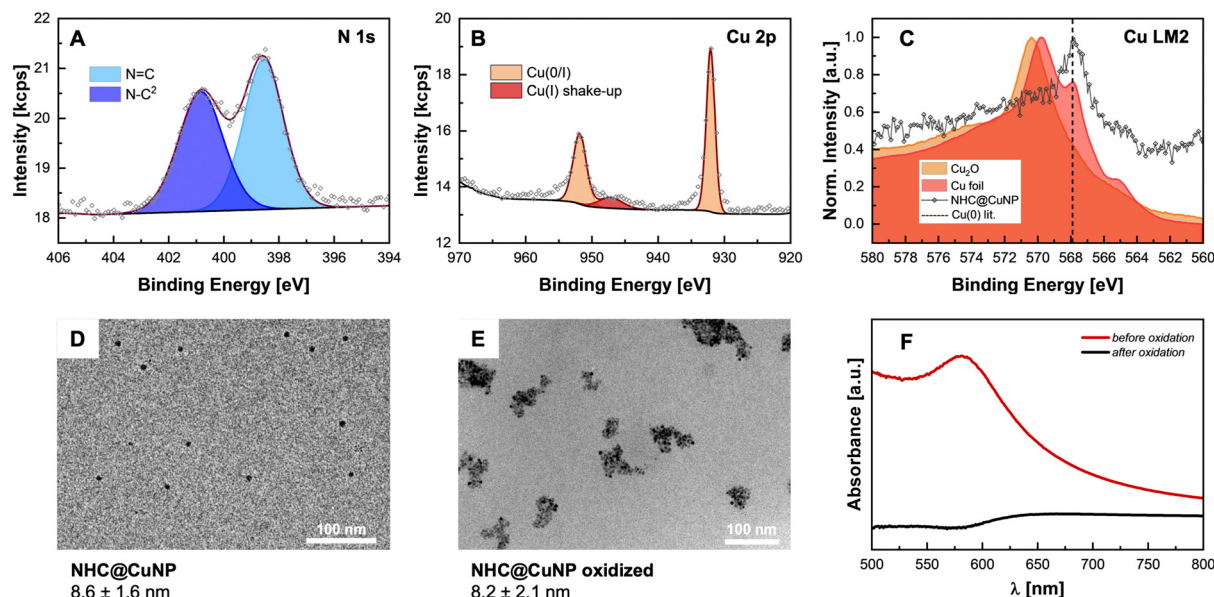 A
N 1s
N=C
N-C²
Intensity [kcps]
22
21
20
19
18
406 404 402 400 398 396 394
Binding Energy [eV]
B
Cu 2p
Cu(0/I)
Cu(I) shake-up
Intensity [kcps]
20
18
16
14
12
970 960 950 940 930 920
Binding Energy [eV]
C
Cu LM2
Norm. Intensity [a.u.]
1.0
0.8
0.6
0.4
0.2
0.0
Cu₂O
Cu foil
NHC@CuNP
Cu(0) lit.
580 578 576 574 572 570 568 566 564 562 560
Binding Energy [eV]
D
100 nm
NHC@CuNP
8.6 ± 1.6 nm
E
100 nm
NHC@CuNP oxidized
8.2 ± 2.1 nm
F
before oxidation
after oxidation
Absorbance [a.u.]
500 550 600 650 700 750 800
λ [nm]